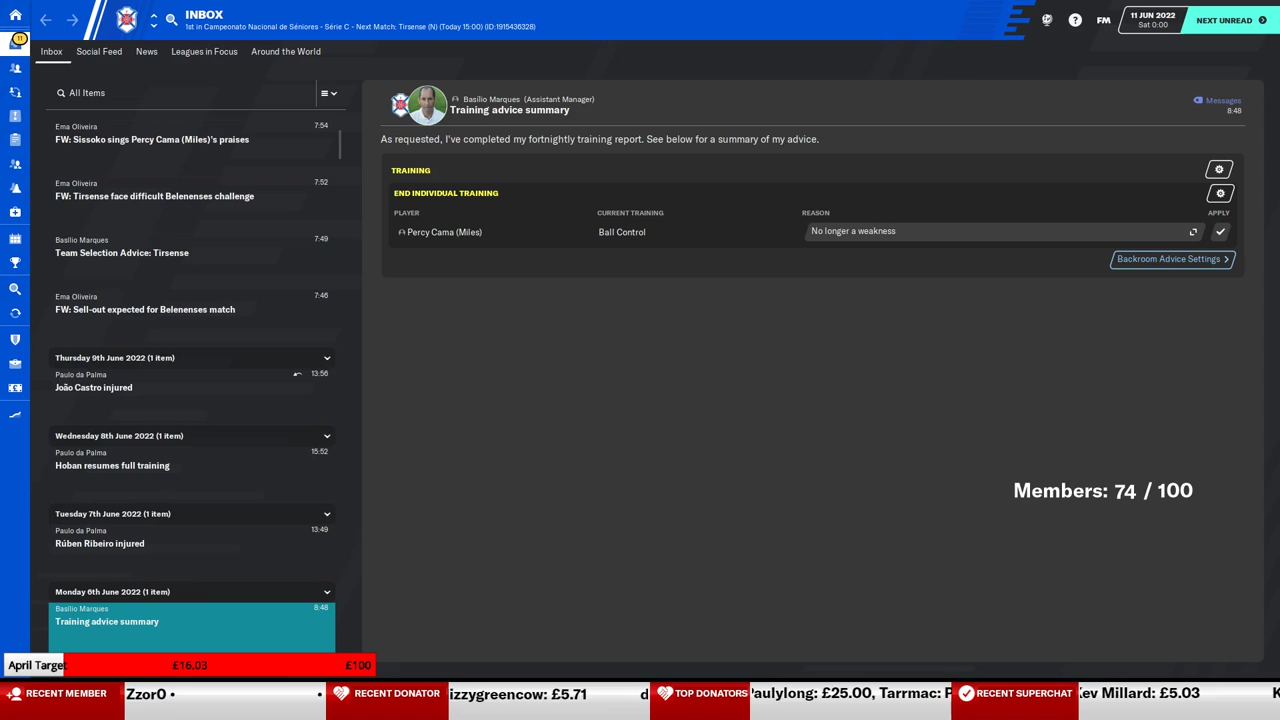 INBOX
1st in Campeonato Nacional de Séniores - Série C - Next Match: Tirsense (N) (Today 15:00) (ID:1915436328)
FM
11 JUN 2022
Sat 0:00
NEXT UNREAD
11
Inbox
Social Feed
News
Leagues in Focus
Around the World
All Items
Ema Oliveira
7:54
FW: Sissoko sings Percy Cama (Miles)'s praises
Ema Oliveira
7:52
FW: Tirsense face difficult Belenenses challenge
Basílio Marques
7:49
Team Selection Advice: Tirsense
Ema Oliveira
7:46
FW: Sell-out expected for Belenenses match
Thursday 9th June 2022 (1 item)
Paulo da Palma
13:56
João Castro injured
Wednesday 8th June 2022 (1 item)
Paulo da Palma
15:52
Hoban resumes full training
Tuesday 7th June 2022 (1 item)
Paulo da Palma
13:49
Rúben Ribeiro injured
Monday 6th June 2022 (1 item)
Basílio Marques
8:48
Training advice summary
Basílio Marques (Assistant Manager)
Training advice summary
Messages
8:48
As requested, I've completed my fortnightly training report. See below for a summary of my advice.
TRAINING
END INDIVIDUAL TRAINING
PLAYER CURRENT TRAINING REASON APPLY
Percy Cama (Miles) Ball Control No longer a weakness
Backroom Advice Settings
Members: 74 / 100
April Target £16.03 £100
RECENT MEMBER
Zzor0 •
•
RECENT DONATOR
izzygreencow: £5.71
d
TOP DONATORS
Paulylong: £25.00, Tarrmac: P
RECENT SUPERCHAT
Kev Millard: £5.03
K